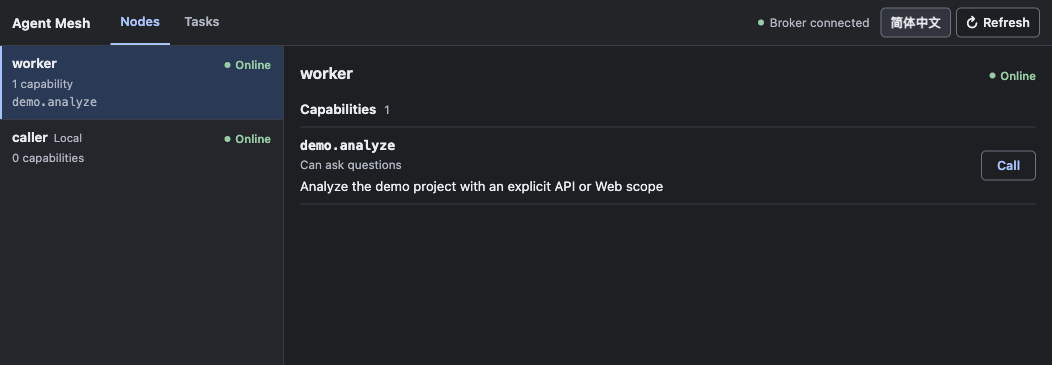 Agent Mesh Nodes Tasks Broker connected 简体中文 Refresh
worker Online
1 capability
demo.analyze
caller Local Online
0 capabilities
worker Online
Capabilities 1
demo.analyze
Can ask questions
Analyze the demo project with an explicit API or Web scope
Call